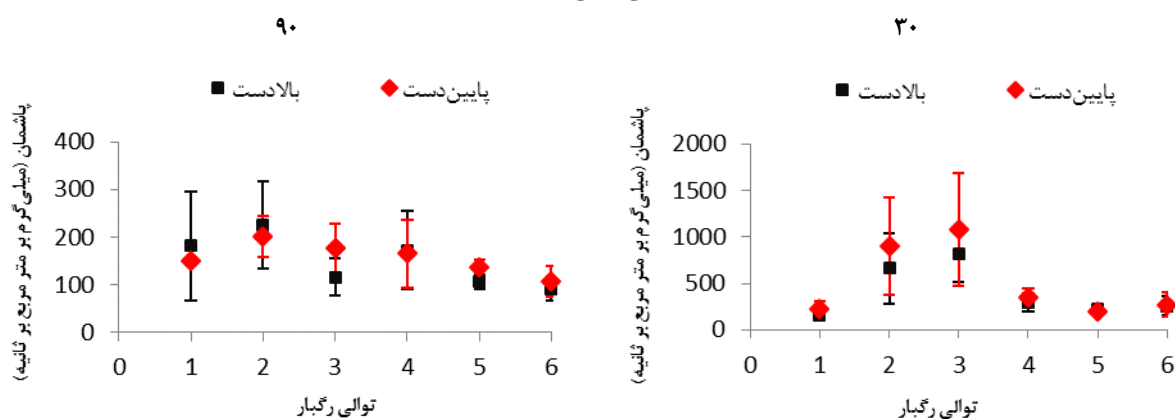 ۹۰
بالادست
پایین‌دست
پاشمان (میلی‌گرم بر متر مربع بر ثانیه)
400
300
200
100
0
0 1 2 3 4 5 6
توالی رگبار
۳۰
بالادست
پایین‌دست
پاشمان (میلی‌گرم بر متر مربع بر ثانیه)
2000
1500
1000
500
0
0 1 2 3 4 5 6
توالی رگبار